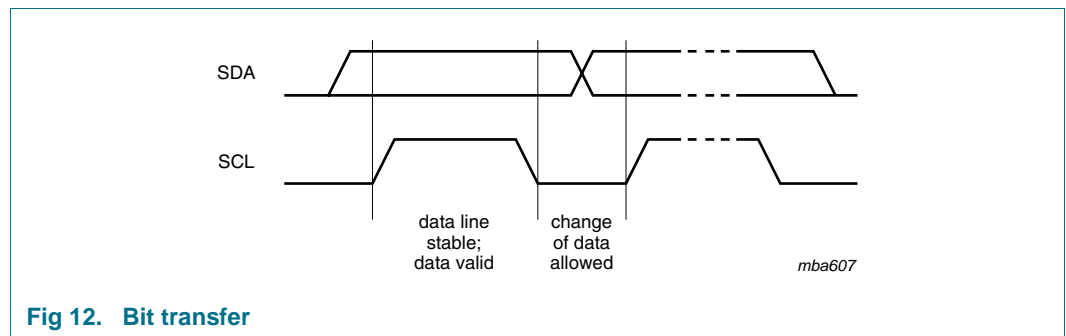 SDA
SCL
data line
stable;
data valid
change
of data
allowed
mba607
Fig 12. Bit transfer